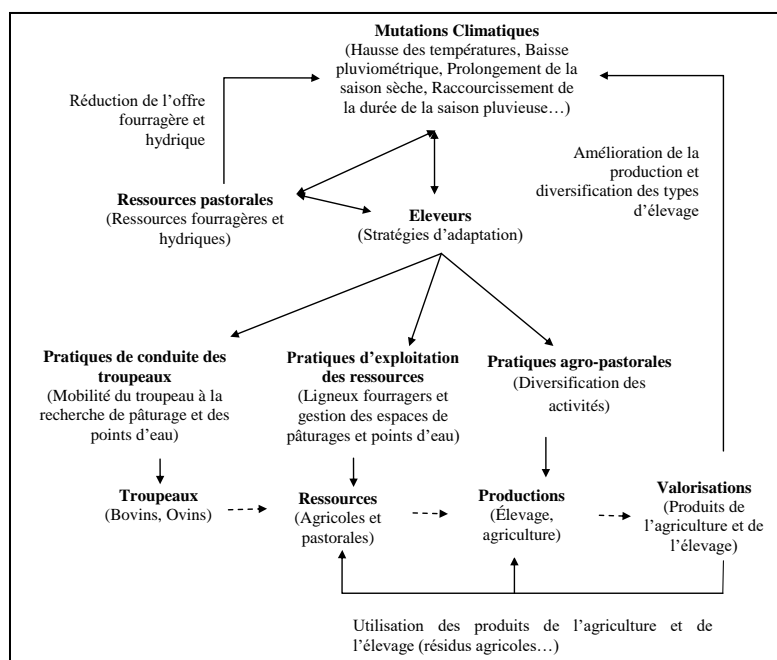 Mutations Climatiques
(Hausse des températures, Baisse
pluviométrique, Prolongement de la
saison sèche, Raccourcissement de
la durée de la saison pluvieuse…)
Réduction de l'offre
fourragère et
hydrique
Amélioration de la
production et
diversification des types
d'élevage
Ressources pastorales
(Ressources fourragères et
hydriques)
Eleveurs
(Stratégies d'adaptation)
Pratiques de conduite des
troupeaux
(Mobilité du troupeau à la
recherche de pâturage et des
points d'eau)
Pratiques d'exploitation
des ressources
(Ligneux fourragers et
gestion des espaces de
pâturages et points d'eau)
Pratiques agro-pastorales
(Diversification des
activités)
Troupeaux
(Bovins, Ovins)
Ressources
(Agricoles et
pastorales)
Productions
(Élevage,
agriculture)
Valorisations
(Produits de
l'agriculture et de
l'élevage)
Utilisation des produits de l'agriculture et de
l'élevage (résidus agricoles…)